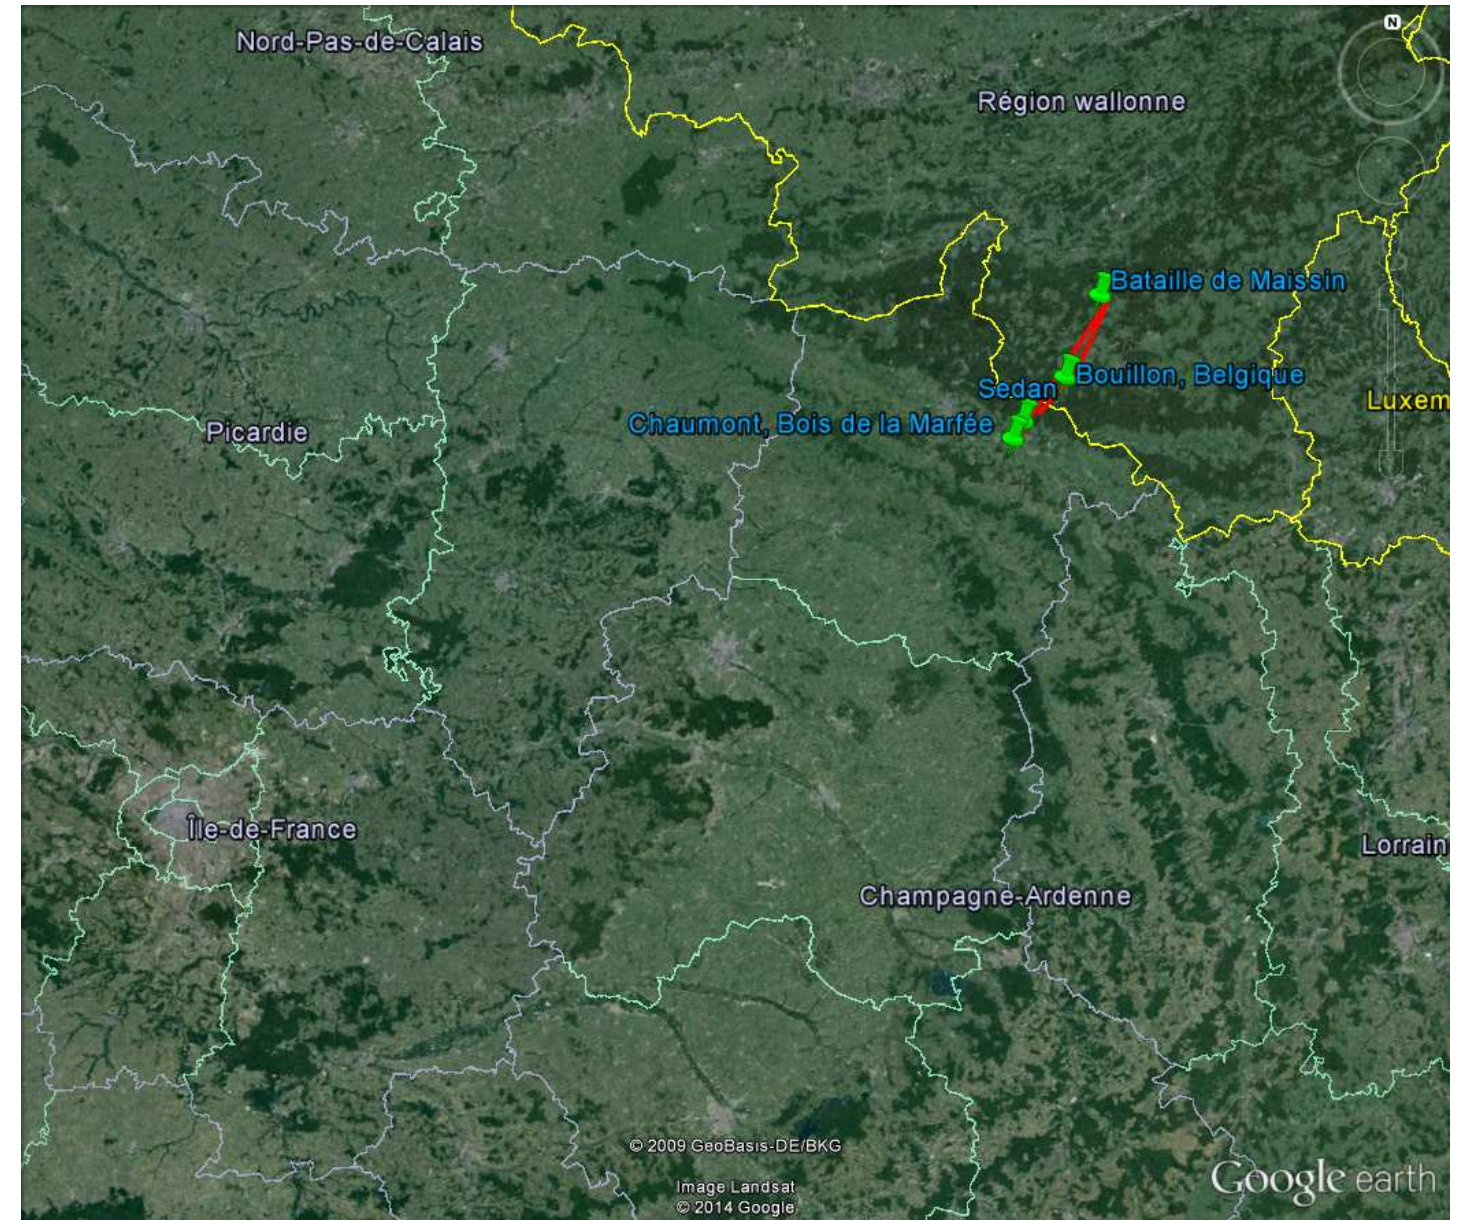 N
Nord-Pas-de-Calais
Région wallonne
Bataille de Maissin
Bouillon, Belgique
Sedan
Luxem
Chaumont, Bois de la Marfée
Picardie
Île-de-France
Lorrain
Champagne-Ardenne
© 2009 GeoBasis-DE/BKG
Image Landsat
© 2014 Google
Google earth